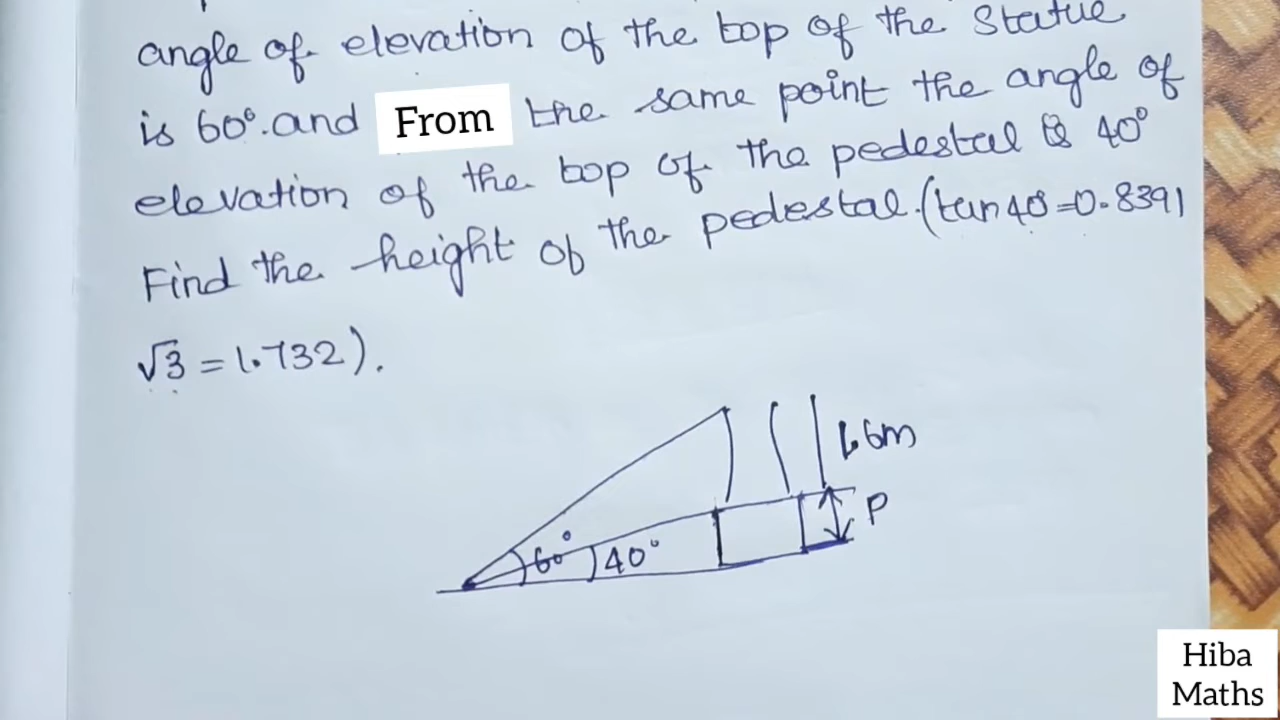 angle of elevation of the top of the Statue
is 60°. and From the same point the angle of
elevation of the top of the pedestal is 40°
Find the height of the pedestal. (tan 40 = 0.8391
√3 = 1.732).
1.6m
P
60° 40°
Hiba
Maths